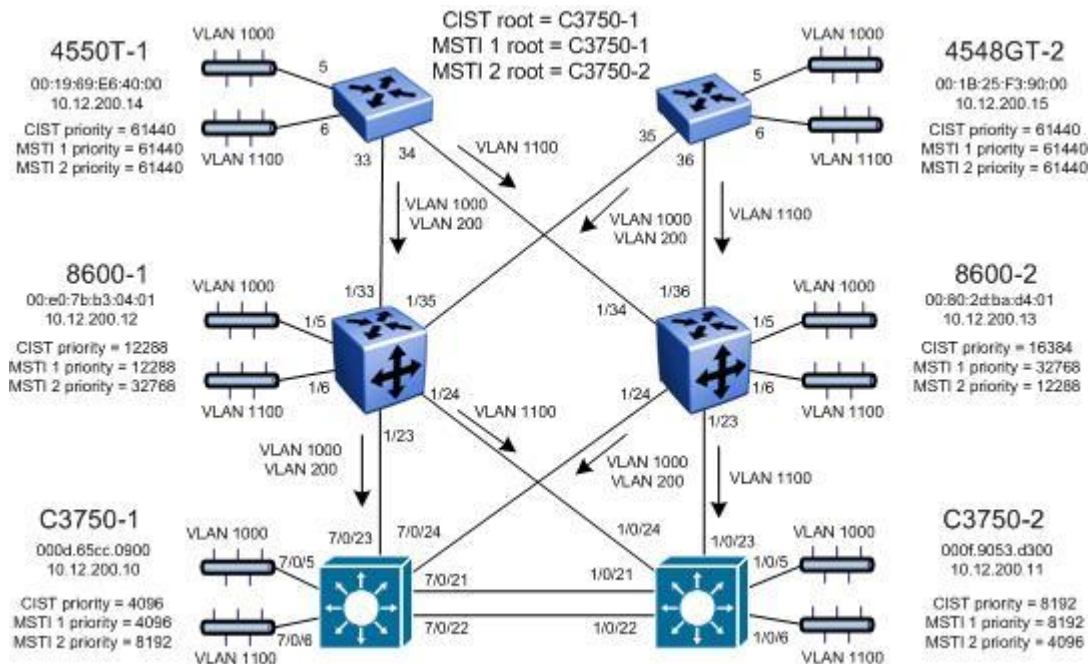 CIST root = C3750-1
MSTI 1 root = C3750-1
MSTI 2 root = C3750-2
4550T-1
00:19:69:E6:40:00
10.12.200.14
CIST priority = 61440
MSTI 1 priority = 61440
MSTI 2 priority = 61440
VLAN 1000
5
6
VLAN 1100
33
34
VLAN 1100
VLAN 1000
VLAN 200
4548GT-2
00:1B:25:F3:90:00
10.12.200.15
CIST priority = 61440
MSTI 1 priority = 61440
MSTI 2 priority = 61440
VLAN 1000
5
6
VLAN 1100
35
36
VLAN 1000
VLAN 200
VLAN 1100
8600-1
00:e0:7b:b3:04:01
10.12.200.12
CIST priority = 12288
MSTI 1 priority = 12288
MSTI 2 priority = 32768
VLAN 1000
1/5
1/6
VLAN 1100
1/33
1/35
1/24
1/23
VLAN 1100
VLAN 1000
VLAN 200
8600-2
00:80:2d:ba:d4:01
10.12.200.13
CIST priority = 16384
MSTI 1 priority = 32768
MSTI 2 priority = 12288
VLAN 1000
1/5
1/6
VLAN 1100
1/34
1/36
1/24
1/23
VLAN 1000
VLAN 200
VLAN 1100
C3750-1
000d.65cc.0900
10.12.200.10
CIST priority = 4096
MSTI 1 priority = 4096
MSTI 2 priority = 8192
VLAN 1000
7/0/5
7/0/6
VLAN 1100
7/0/23
7/0/24
7/0/21
7/0/22
C3750-2
000f.9053.d300
10.12.200.11
CIST priority = 8192
MSTI 1 priority = 8192
MSTI 2 priority = 4096
VLAN 1000
1/0/5
1/0/6
VLAN 1100
1/0/24
1/0/23
1/0/21
1/0/22